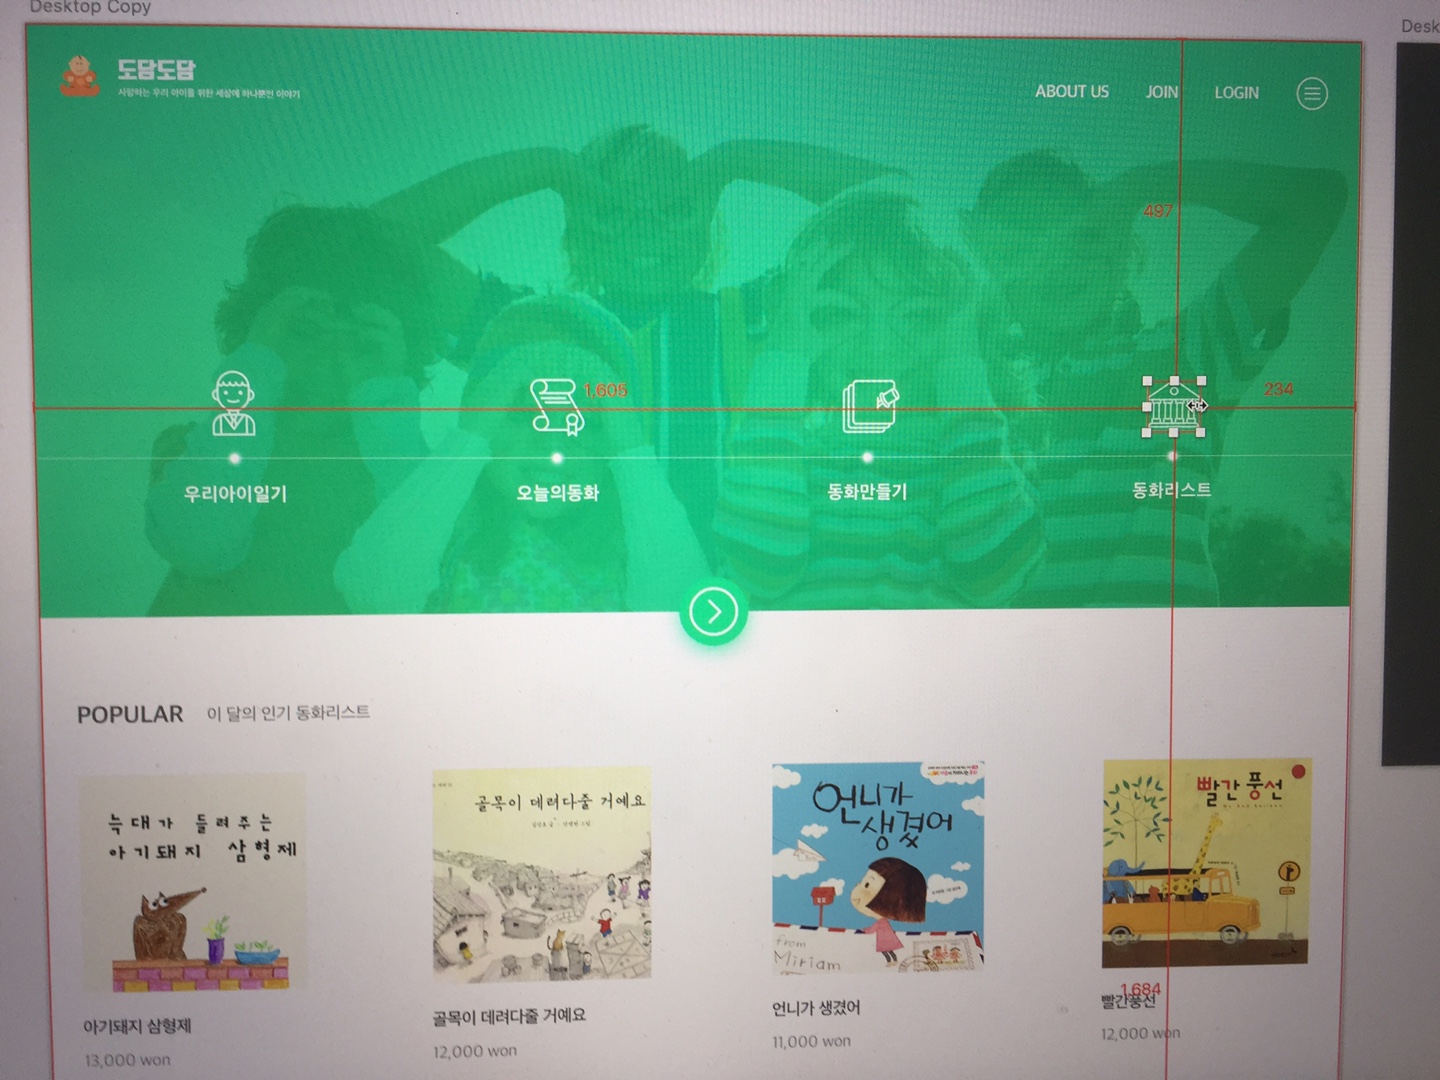 Desktop Copy
Desk
도담도담
사랑하는 우리 아이를 위한 세상에 하나뿐인 이야기
ABOUT US
JOIN
LOGIN
497
1,605
234
우리아이일기
오늘의동화
동화만들기
동화리스트
POPULAR
이 달의 인기 동화리스트
늑대가 들려주는
아기돼지 삼형제
골목이 데려다줄 거예요
언니가
생겼어
from
Miriam
빨간 풍선
1,684
아기돼지 삼형제
골목이 데려다줄 거예요
언니가 생겼어
빨간풍선
13,000 won
12,000 won
11,000 won
12,000 won